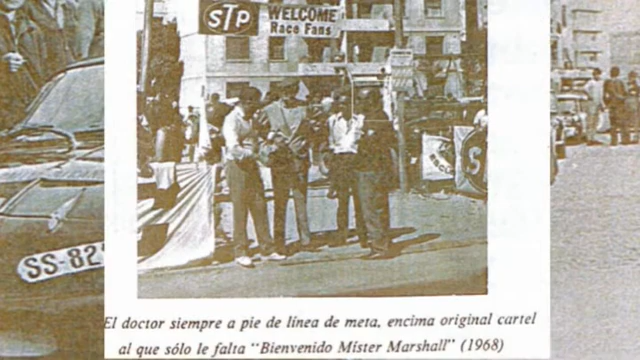 STP
WELCOME
Race Fans
SS-82
El doctor siempre a pie de línea de meta, encima original cartel
al que sólo le falta "Bienvenido Míster Marshall" (1968)